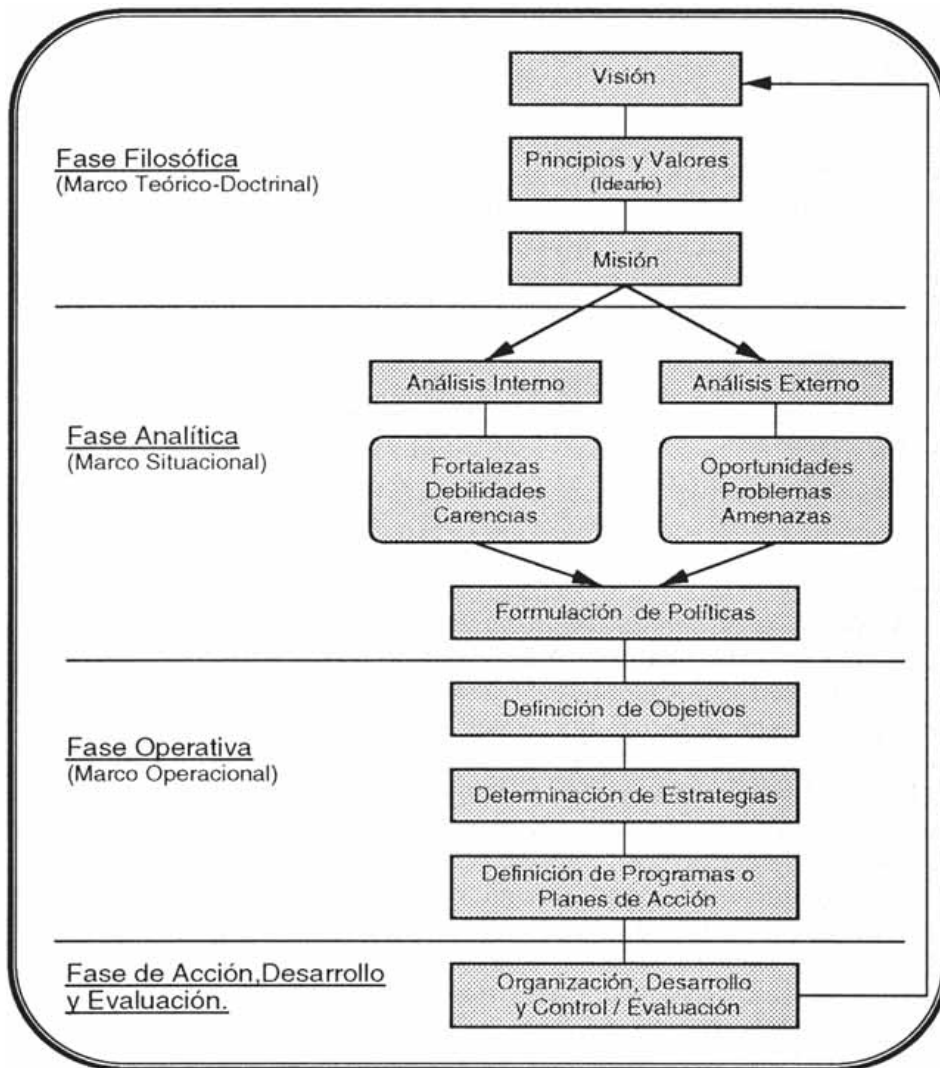 Visión
Fase Filosófica
(Marco Teórico-Doctrinal)
Principios y Valores
(Ideario)
Misión
Análisis Interno
Análisis Externo
Fase Analítica
(Marco Situacional)
Fortalezas
Debilidades
Carencias
Oportunidades
Problemas
Amenazas
Formulación de Políticas
Definición de Objetivos
Fase Operativa
(Marco Operacional)
Determinación de Estrategias
Definición de Programas o
Planes de Acción
Fase de Acción,Desarrollo
y Evaluación.
Organización, Desarrollo
y Control / Evaluación